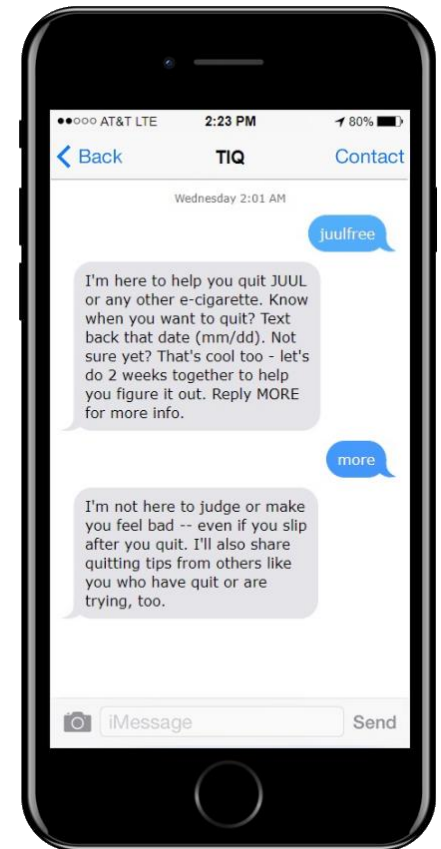 AT&T LTE 2:23 PM 80%
Back TIQ Contact
Wednesday 2:01 AM
juulfree
I'm here to help you quit JUUL
or any other e-cigarette. Know
when you want to quit? Text
back that date (mm/dd). Not
sure yet? That's cool too - let's
do 2 weeks together to help
you figure it out. Reply MORE
for more info.
more
I'm not here to judge or make
you feel bad -- even if you slip
after you quit. I'll also share
quitting tips from others like
you who have quit or are
trying, too.
iMessage Send